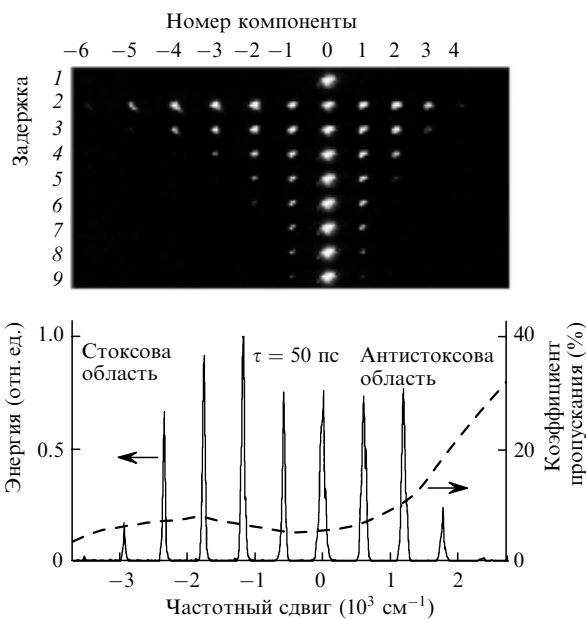 Номер компоненты
−6 −5 −4 −3 −2 −1 0 1 2 3 4
Задержка
1
2
3
4
5
6
7
8
9
Энергия (отн. ед.)
1.0
0.5
0
Стоксова
область
τ = 50 пс
Антистоксова
область
40
20
0
Коэффициент
пропускания (%)
−3 −2 −1 0 1 2
Частотный сдвиг (10³ см⁻¹)